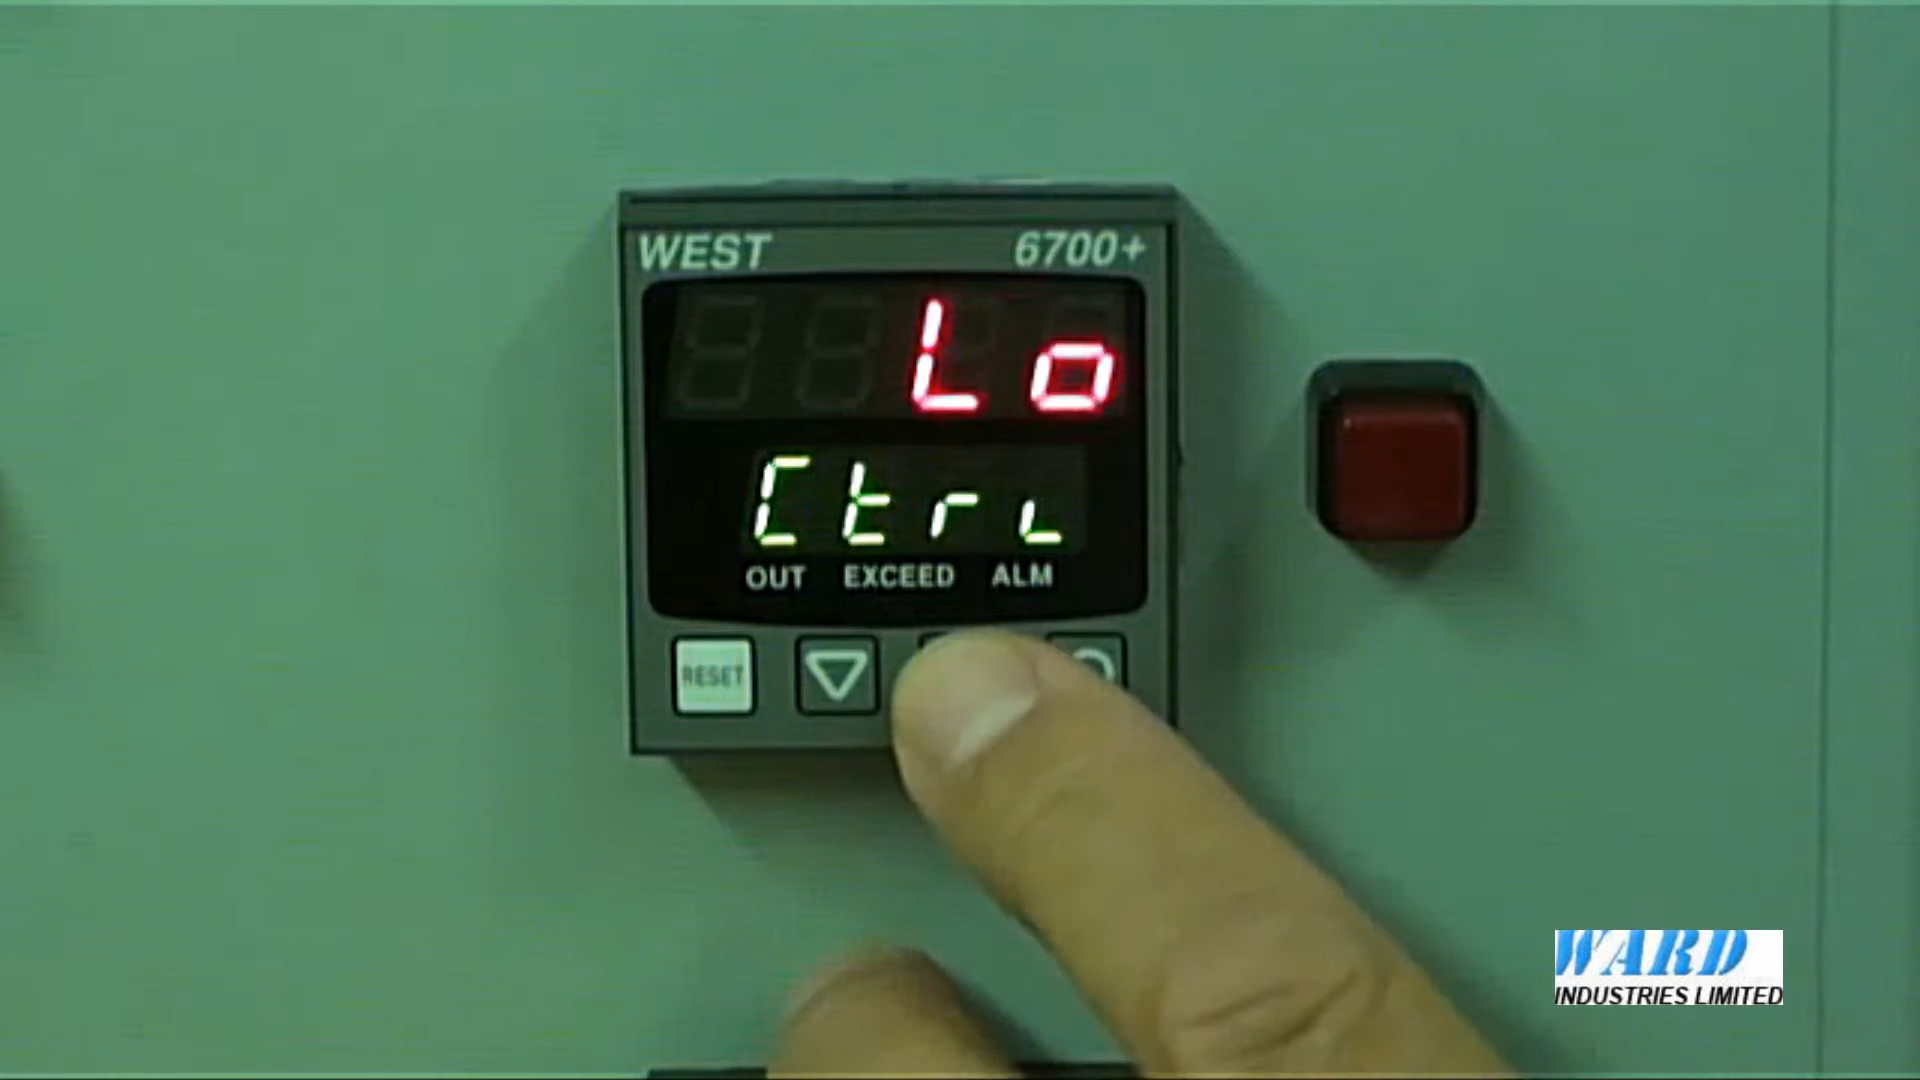 WEST 6700+
Lo
Ctrl
OUT EXCEED ALM
RESET
WARD
INDUSTRIES LIMITED